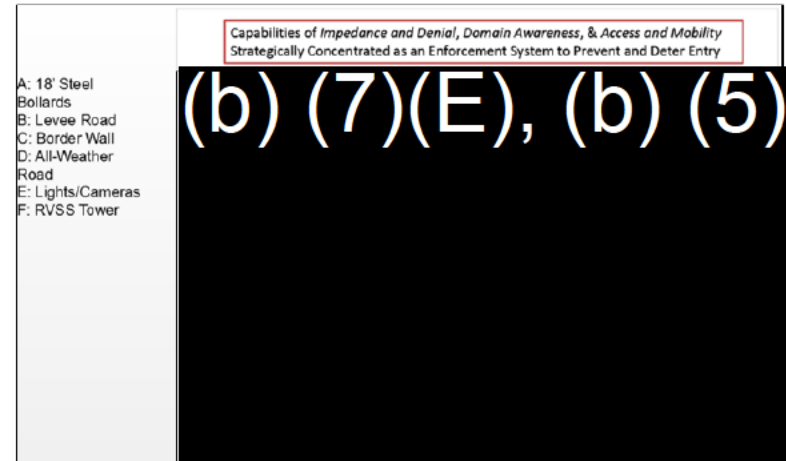 Capabilities of Impedance and Denial, Domain Awareness, & Access and Mobility
Strategically Concentrated as an Enforcement System to Prevent and Deter Entry
A: 18' Steel
Bollards
B: Levee Road
C: Border Wall
D: All-Weather
Road
E: Lights/Cameras
F: RVSS Tower
(b) (7)(E), (b) (5)